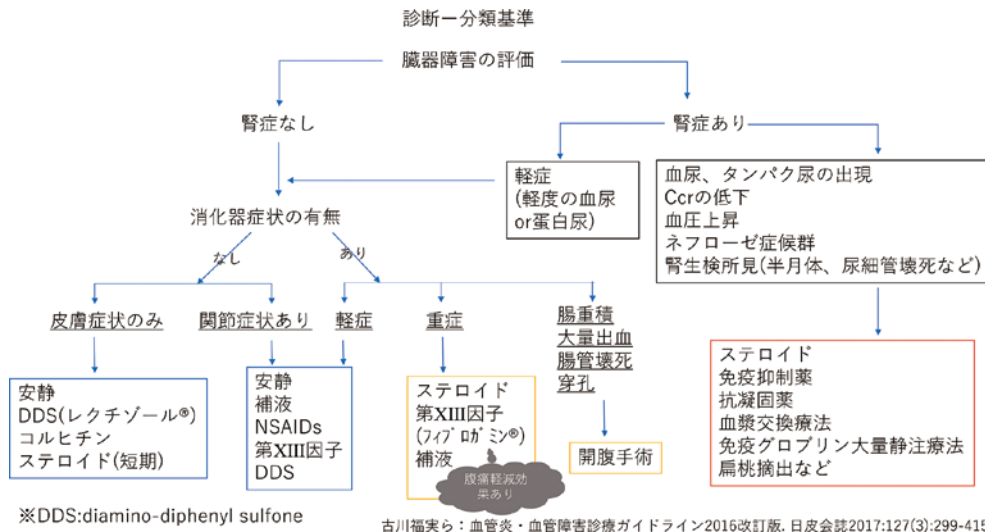 診断ー分類基準
臓器障害の評価
腎症なし
腎症あり
軽症
(軽度の血尿
or蛋白尿)
血尿、タンパク尿の出現
Ccrの低下
血圧上昇
ネフローゼ症候群
腎生検所見(半月体、尿細管壊死など)
消化器症状の有無
なし
あり
皮膚症状のみ
関節症状あり
軽症
重症
腸重積
大量出血
腸管壊死
穿孔
安静
DDS(レクチゾール®)
コルヒチン
ステロイド(短期)
安静
補液
NSAIDs
第XIII因子
DDS
ステロイド
第XIII因子
(フィブロガミン®)
補液
腹痛軽減効
果あり
開腹手術
ステロイド
免疫抑制薬
抗凝固薬
血漿交換療法
免疫グロブリン大量静注療法
扁桃摘出など
※DDS:diamino-diphenyl sulfone
古川福実ら：血管炎・血管障害診療ガイドライン2016改訂版. 日皮会誌2017:127(3):299-415